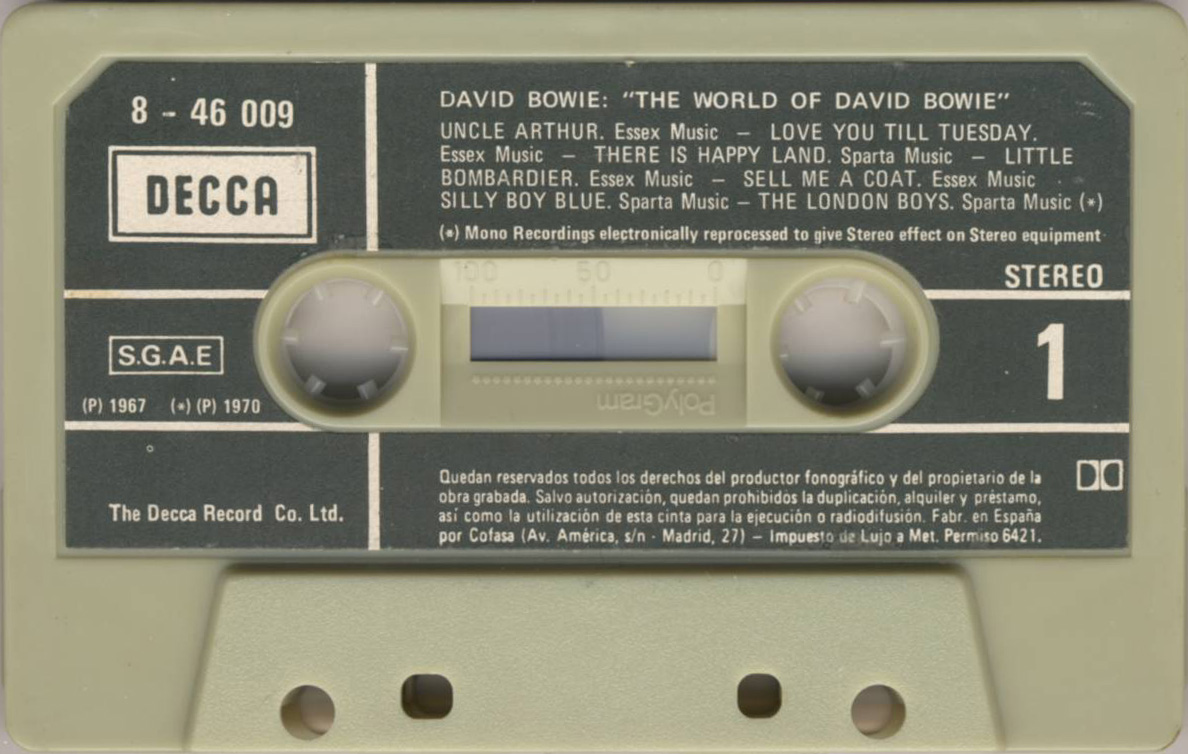 8 - 46 009
DECCA
DAVID BOWIE: "THE WORLD OF DAVID BOWIE"
UNCLE ARTHUR. Essex Music — LOVE YOU TILL TUESDAY.
Essex Music — THERE IS HAPPY LAND. Sparta Music — LITTLE
BOMBARDIER. Essex Music — SELL ME A COAT. Essex Music
SILLY BOY BLUE. Sparta Music — THE LONDON BOYS. Sparta Music (*)
(*) Mono Recordings electronically reprocessed to give Stereo effect on Stereo equipment
STEREO
100 50 0
1
S.G.A.E
PolyGram
(P) 1967 (*) (P) 1970
The Decca Record Co. Ltd.
Quedan reservados todos los derechos del productor fonográfico y del propietario de la
obra grabada. Salvo autorización, quedan prohibidos la duplicación, alquiler y préstamo,
así como la utilización de esta cinta para la ejecución o radiodifusión. Fabr. en España
por Cofasa (Av. América, s/n · Madrid, 27) — Impuesto de Lujo a Met. Permiso 6421.